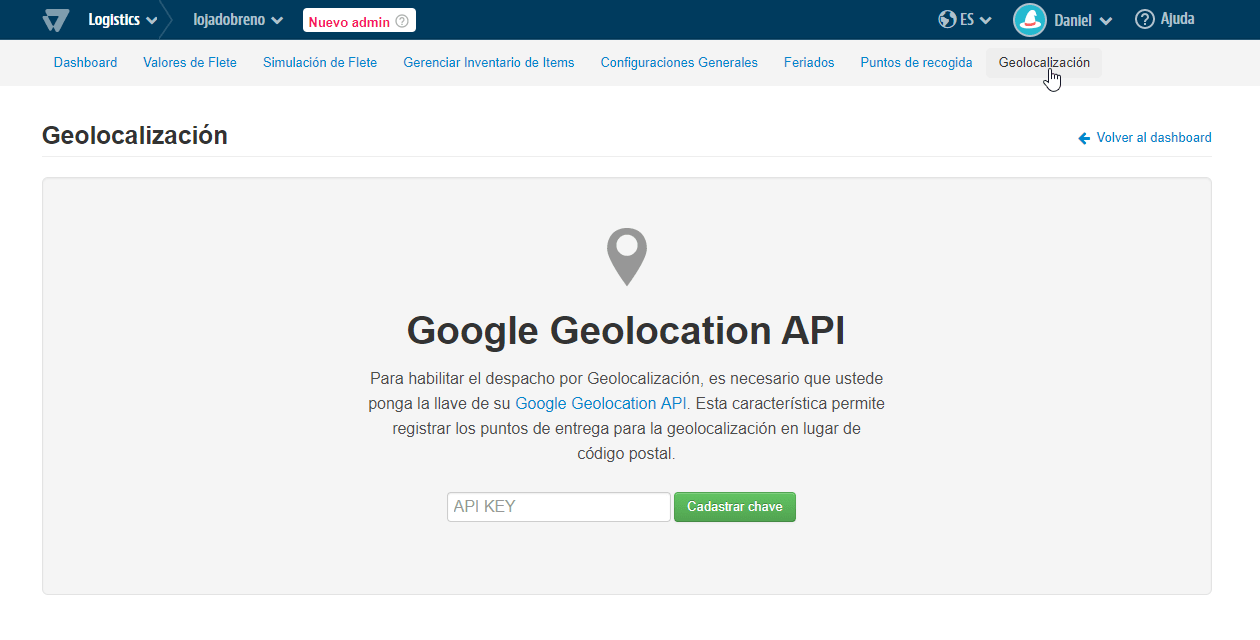 Logistics lojadobreno Nuevo admin ? ES Daniel ? Ajuda
Dashboard Valores de Flete Simulación de Flete Gerenciar Inventario de Items Configuraciones Generales Feriados Puntos de recogida Geolocalización
Geolocalización
Volver al dashboard
Google Geolocation API
Para habilitar el despacho por Geolocalización, es necesario que ustede
ponga la llave de su Google Geolocation API. Esta característica permite
registrar los puntos de entrega para la geolocalización en lugar de
código postal.
API KEY Cadastrar chave